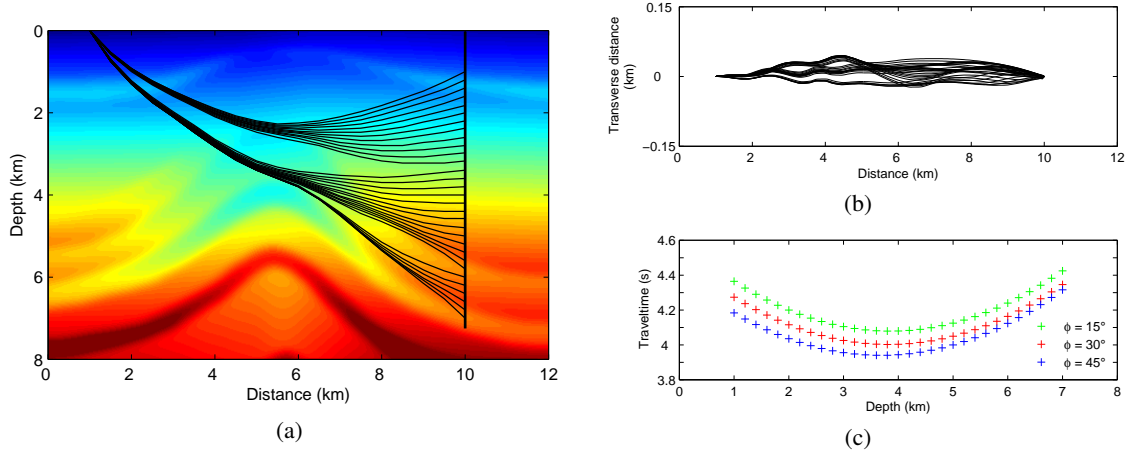 0
2
4
6
8
Depth (km)
0 2 4 6 8 10 12
Distance (km)
(a)
0.15
0
−0.15
Transverse distance
(km)
0 2 4 6 8 10 12
Distance (km)
(b)
4.6
4.4
4.2
4
3.8
Traveltime (s)
ϕ = 15°
ϕ = 30°
ϕ = 45°
0 1 2 3 4 5 6 7 8
Depth (km)
(c)